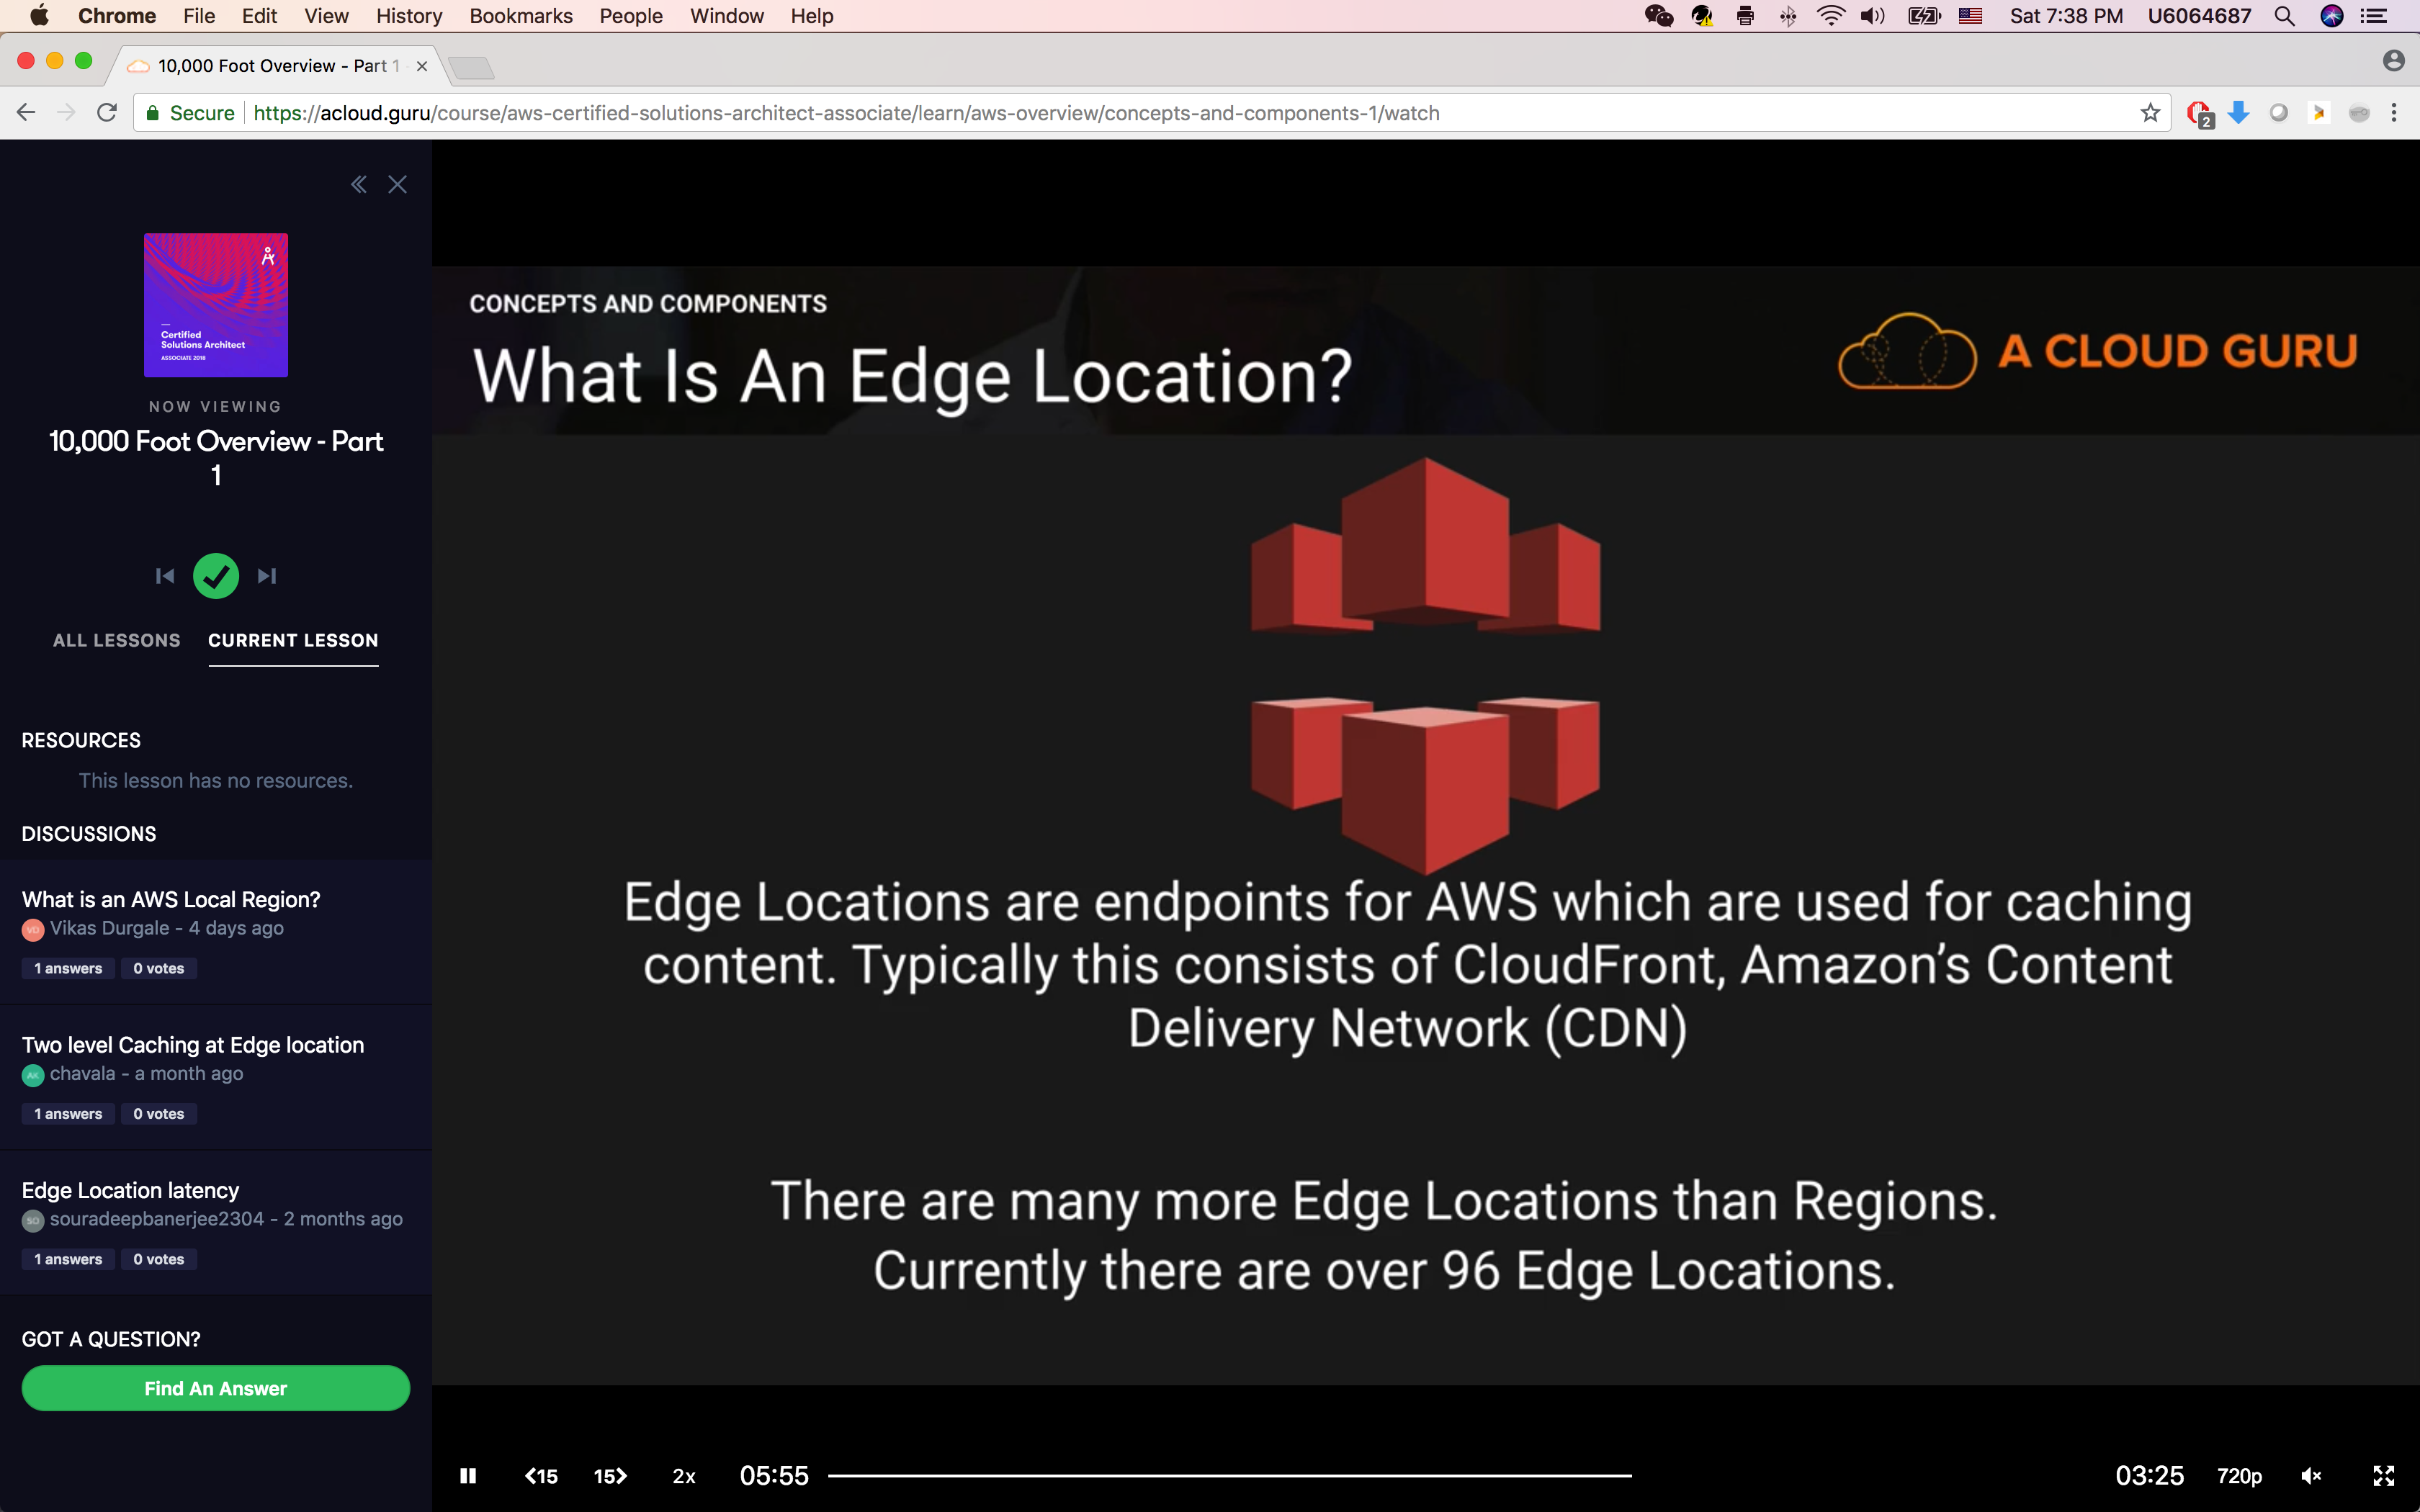 Chrome File Edit View History Bookmarks People Window Help Sat 7:38 PM U6064687
10,000 Foot Overview - Part 1
Secure https://acloud.guru/course/aws-certified-solutions-architect-associate/learn/aws-overview/concepts-and-components-1/watch
2
Certified
Solutions Architect
ASSOCIATE 2018
NOW VIEWING
10,000 Foot Overview - Part
1
ALL LESSONS CURRENT LESSON
RESOURCES
This lesson has no resources.
DISCUSSIONS
What is an AWS Local Region?
VD Vikas Durgale - 4 days ago
1 answers 0 votes
Two level Caching at Edge location
AK chavala - a month ago
1 answers 0 votes
Edge Location latency
SO souradeepbanerjee2304 - 2 months ago
1 answers 0 votes
GOT A QUESTION?
Find An Answer
CONCEPTS AND COMPONENTS
What Is An Edge Location?
A CLOUD GURU
Edge Locations are endpoints for AWS which are used for caching
content. Typically this consists of CloudFront, Amazon’s Content
Delivery Network (CDN)
There are many more Edge Locations than Regions.
Currently there are over 96 Edge Locations.
15 15 2x 05:55 03:25 720p